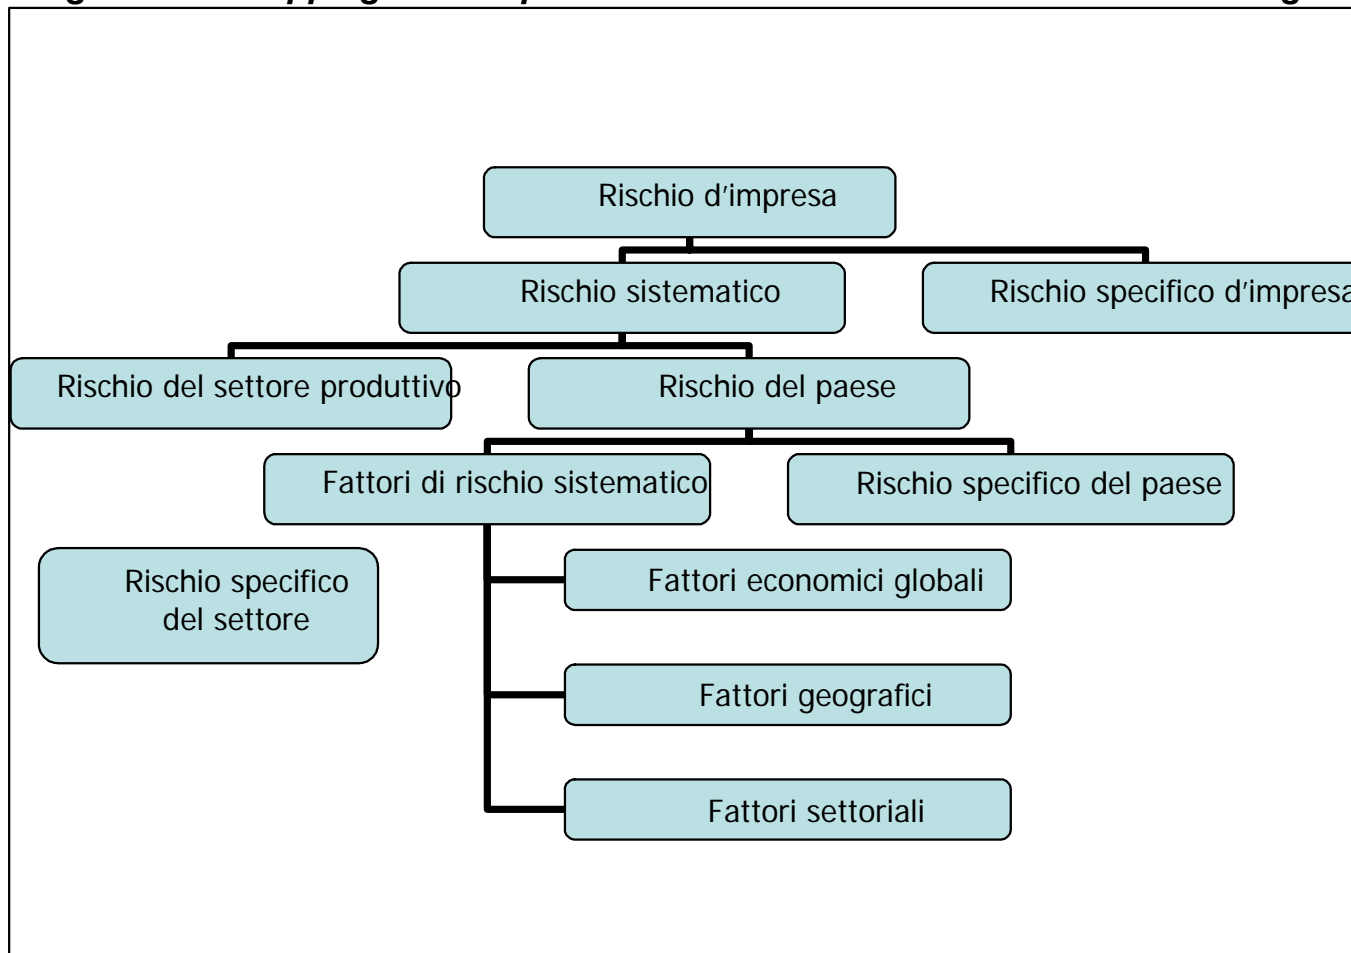 Rischio d'impresa
Rischio sistematico
Rischio specifico d'impresa
Rischio del settore produttivo
Rischio del paese
Fattori di rischio sistematico
Rischio specifico del paese
Rischio specifico
del settore
Fattori economici globali
Fattori geografici
Fattori settoriali